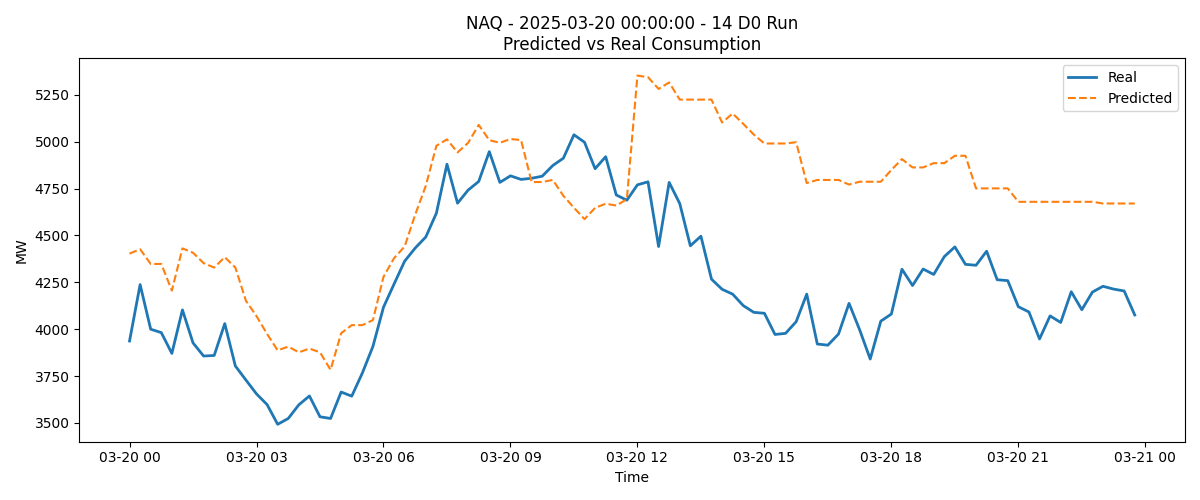 NAQ - 2025-03-20 00:00:00 - 14 D0 Run
Predicted vs Real Consumption
Real
Predicted
MW
5250
5000
4750
4500
4250
4000
3750
3500
03-20 00
03-20 03
03-20 06
03-20 09
03-20 12
03-20 15
03-20 18
03-20 21
03-21 00
Time